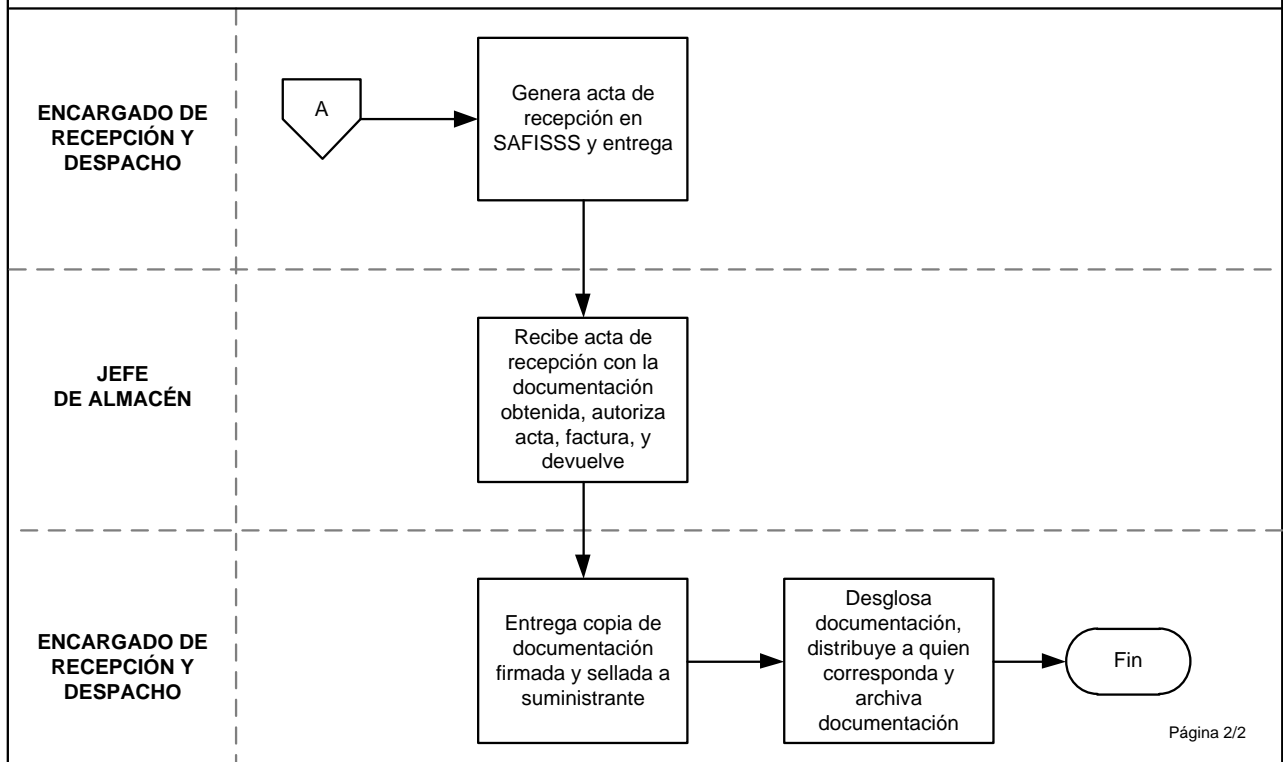 ENCARGADO DE
RECEPCIÓN Y
DESPACHO
A
Genera acta de
recepción en
SAFISSS y entrega
JEFE
DE ALMACÉN
Recibe acta de
recepción con la
documentación
obtenida, autoriza
acta, factura, y
devuelve
ENCARGADO DE
RECEPCIÓN Y
DESPACHO
Entrega copia de
documentación
firmada y sellada a
suministrante
Desglosa
documentación,
distribuye a quien
corresponda y
archiva
documentación
Fin
Página 2/2